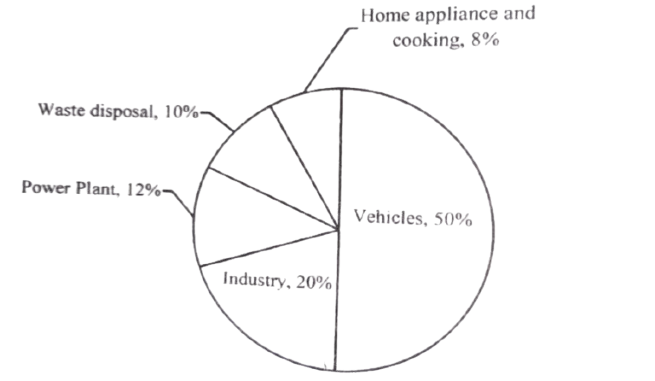 Home appliance and
cooking, 8%
Waste disposal, 10%
Power Plant, 12%
Vehicles, 50%
Industry, 20%